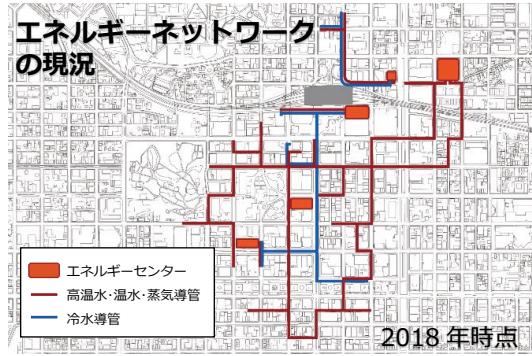 エネルギーネットワーク
の現況
エネルギーセンター
高温水･温水･蒸気導管
冷水導管
2018 年時点